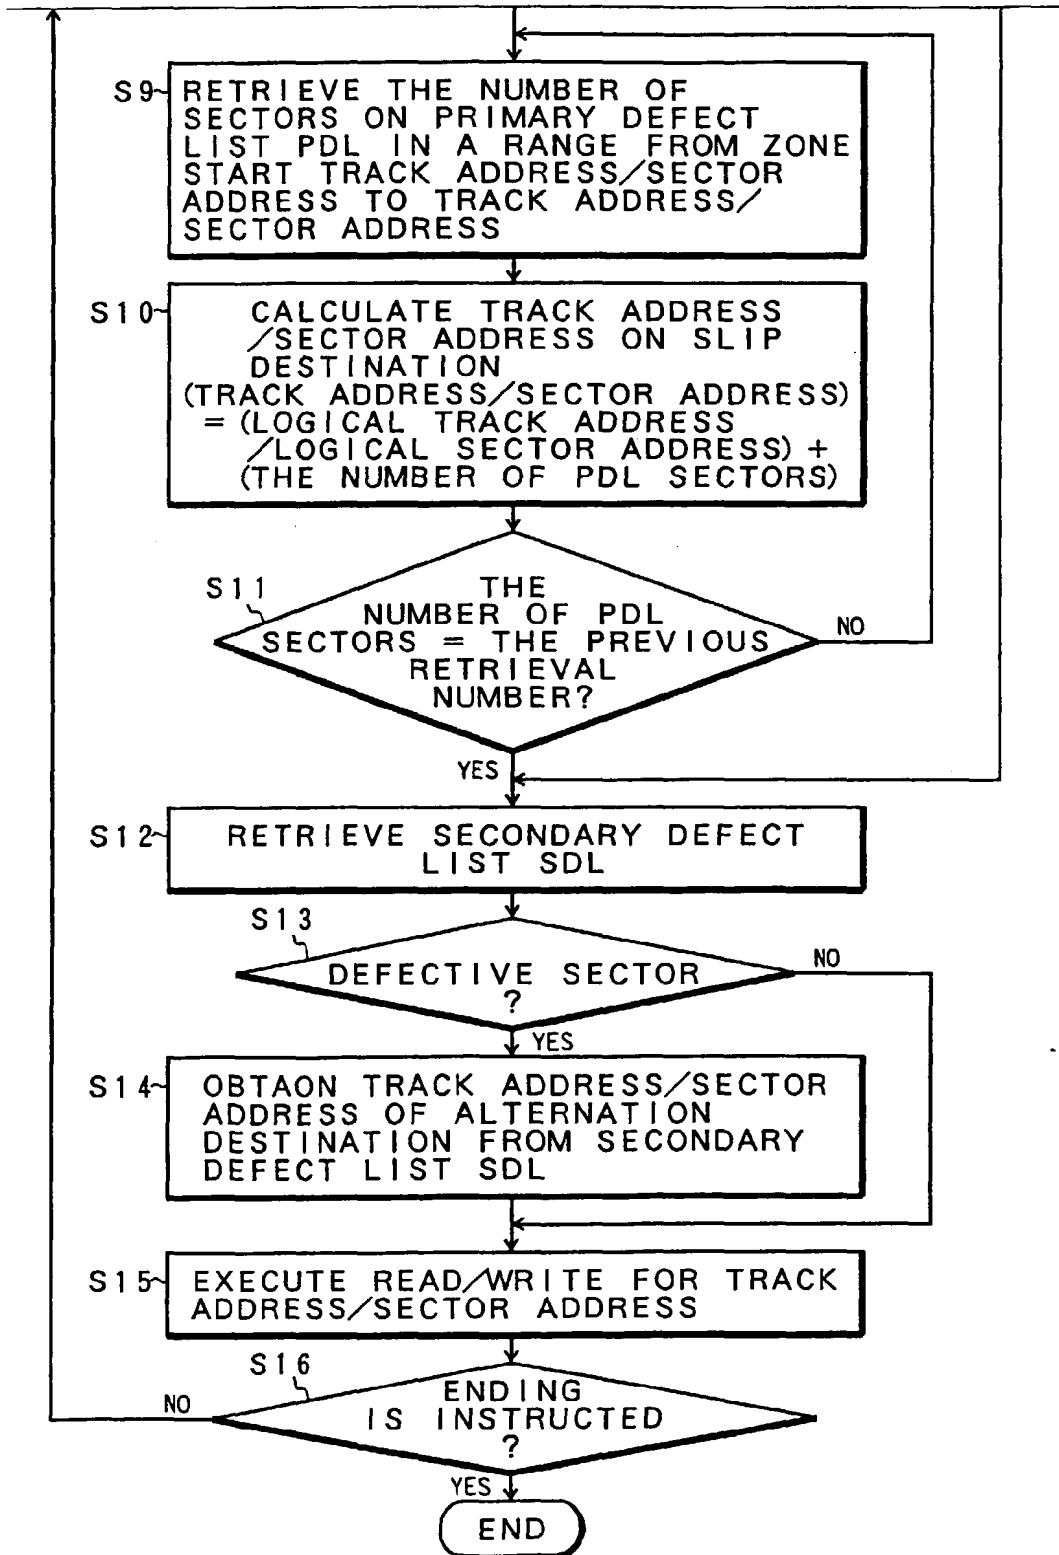 S9
RETRIEVE THE NUMBER OF
SECTORS ON PRIMARY DEFECT
LIST PDL IN A RANGE FROM ZONE
START TRACK ADDRESS/SECTOR
ADDRESS TO TRACK ADDRESS/
SECTOR ADDRESS
S10
CALCULATE TRACK ADDRESS
/SECTOR ADDRESS ON SLIP
DESTINATION
(TRACK ADDRESS/SECTOR ADDRESS)
= (LOGICAL TRACK ADDRESS
/LOGICAL SECTOR ADDRESS) +
(THE NUMBER OF PDL SECTORS)
S11
THE
NUMBER OF PDL
SECTORS = THE PREVIOUS
RETRIEVAL
NUMBER?
NO
YES
S12
RETRIEVE SECONDARY DEFECT
LIST SDL
S13
DEFECTIVE SECTOR
?
NO
YES
S14
OBTAON TRACK ADDRESS/SECTOR
ADDRESS OF ALTERNATION
DESTINATION FROM SECONDARY
DEFECT LIST SDL
S15
EXECUTE READ/WRITE FOR TRACK
ADDRESS/SECTOR ADDRESS
S16
ENDING
IS INSTRUCTED
?
NO
YES
END